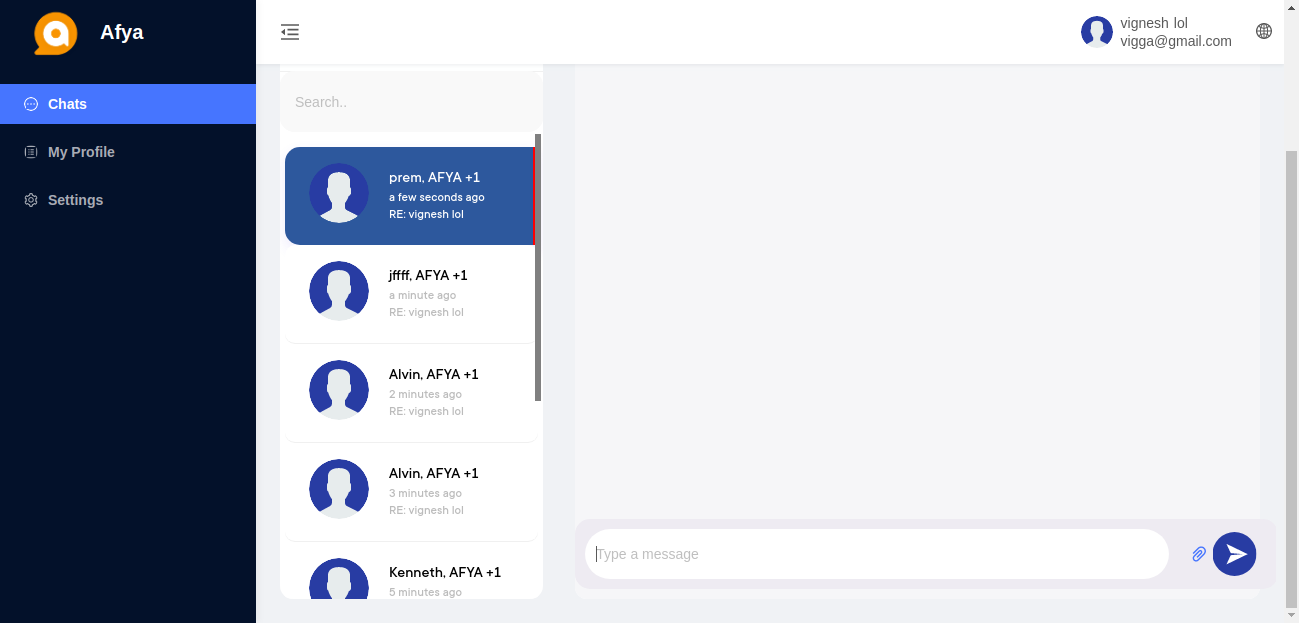 Afya
Chats
My Profile
Settings
vignesh lol
vigga@gmail.com
Search..
prem, AFYA +1
a few seconds ago
RE: vignesh lol
jffff, AFYA +1
a minute ago
RE: vignesh lol
Alvin, AFYA +1
2 minutes ago
RE: vignesh lol
Alvin, AFYA +1
3 minutes ago
RE: vignesh lol
Kenneth, AFYA +1
5 minutes ago
Type a message